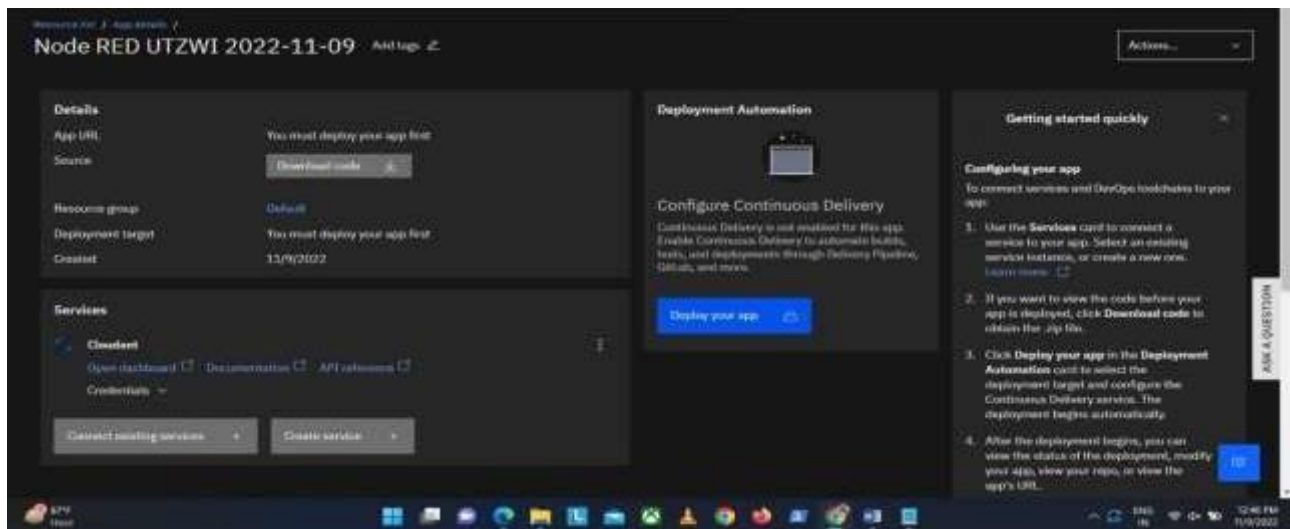 Resource list / App details /
Node RED UTZWI 2022-11-09 Add tags
Actions...
Details
App URL You must deploy your app first
Source Download code
Resource group Default
Deployment target You must deploy your app first
Created 11/9/2022
Services
Cloudant
Open dashboard Documentation API reference
Credentials
Connect existing services +
Create service +
Deployment Automation
Configure Continuous Delivery
Continuous Delivery is not enabled for this app.
Enable Continuous Delivery to automate builds,
tests, and deployments through Delivery Pipeline,
GitLab, and more.
Deploy your app
Getting started quickly
Configuring your app
To connect services and DevOps toolchains to your
app:
1. Use the Services card to connect a
service to your app. Select an existing
service instance, or create a new one.
Learn more
2. If you want to view the code before your
app is deployed, click Download code to
obtain the .zip file.
3. Click Deploy your app in the Deployment
Automation card to select the
deployment target and configure the
Continuous Delivery service. The
deployment begins automatically.
4. After the deployment begins, you can
view the status of the deployment, modify
your app, view your repo, or view the
app's URL.
ASK A QUESTION
ENG
IN
12:46 PM
11/9/2022